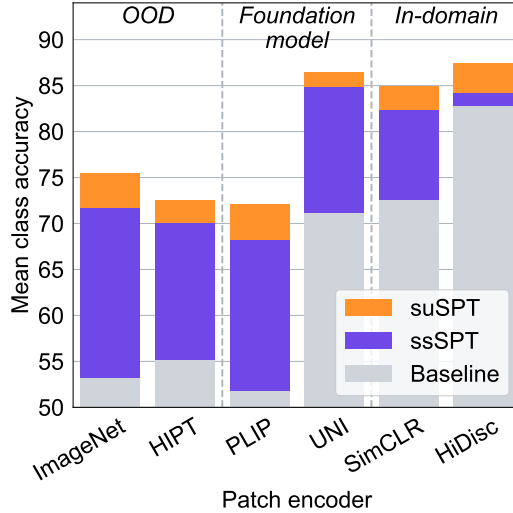 OOD
Foundation
model
In-domain
Mean class accuracy
90
85
80
75
70
65
60
55
50
suSPT
ssSPT
Baseline
ImageNet
HIPT
PLIP
UNI
SimCLR
HiDisc
Patch encoder